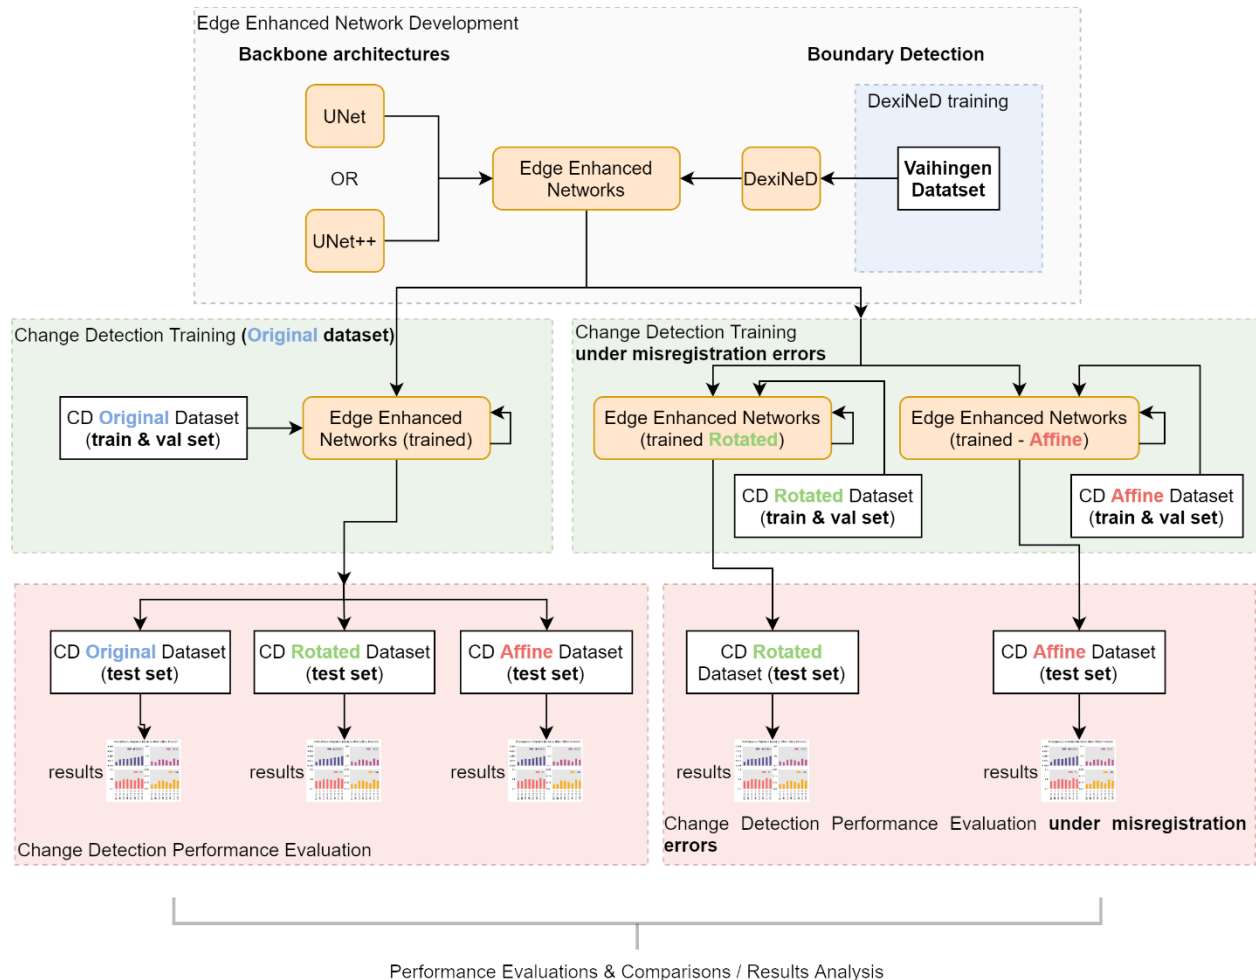 Edge Enhanced Network Development
Backbone architectures
Boundary Detection
DexiNeD training
UNet
OR
UNet++
Edge Enhanced
Networks
DexiNeD
Vaihingen
Datatset
Change Detection Training (Original dataset)
CD Original Dataset
(train & val set)
Edge Enhanced
Networks (trained)
Change Detection Training
under misregistration errors
Edge Enhanced Networks
(trained Rotated)
Edge Enhanced Networks
(trained - Affine)
CD Rotated Dataset
(train & val set)
CD Affine Dataset
(train & val set)
CD Original Dataset
(test set)
CD Rotated Dataset
(test set)
CD Affine Dataset
(test set)
results
results
results
Change Detection Performance Evaluation
CD Rotated
Dataset (test set)
CD Affine Dataset
(test set)
results
results
Change Detection Performance Evaluation under misregistration
errors
Performance Evaluations & Comparisons / Results Analysis